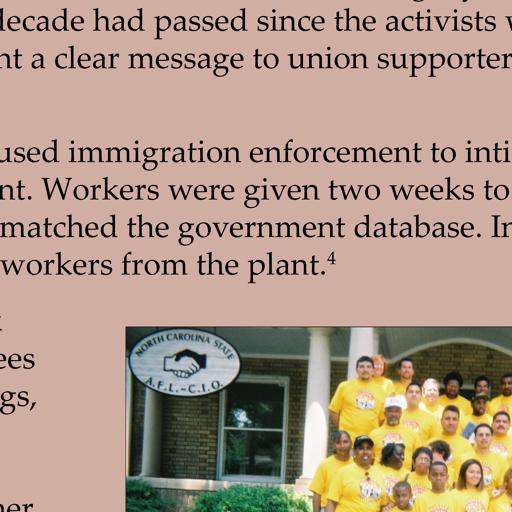 decade had passed since the activists
nt a clear message to union supporter
used immigration enforcement to inti
nt. Workers were given two weeks to
matched the government database. In
workers from the plant.4
ees
gs,
her
NORTH CAROLINA STATE
A.F.L.-C.I.O.